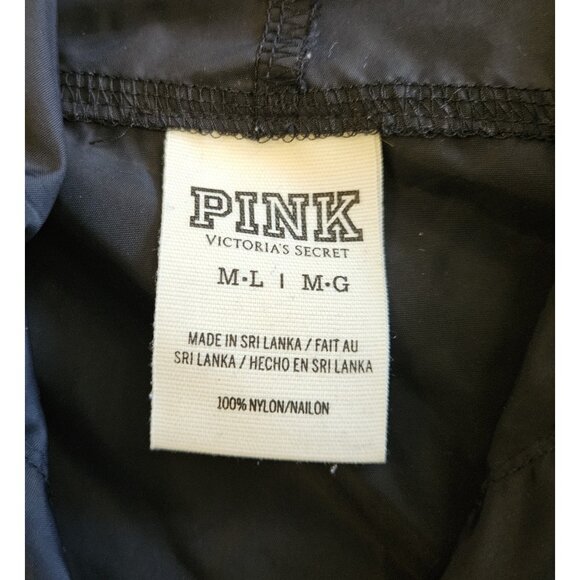 PINK
VICTORIA'S SECRET
M·L | M·G
MADE IN SRI LANKA / FAIT AU
SRI LANKA / HECHO EN SRI LANKA
100% NYLON/NAILON